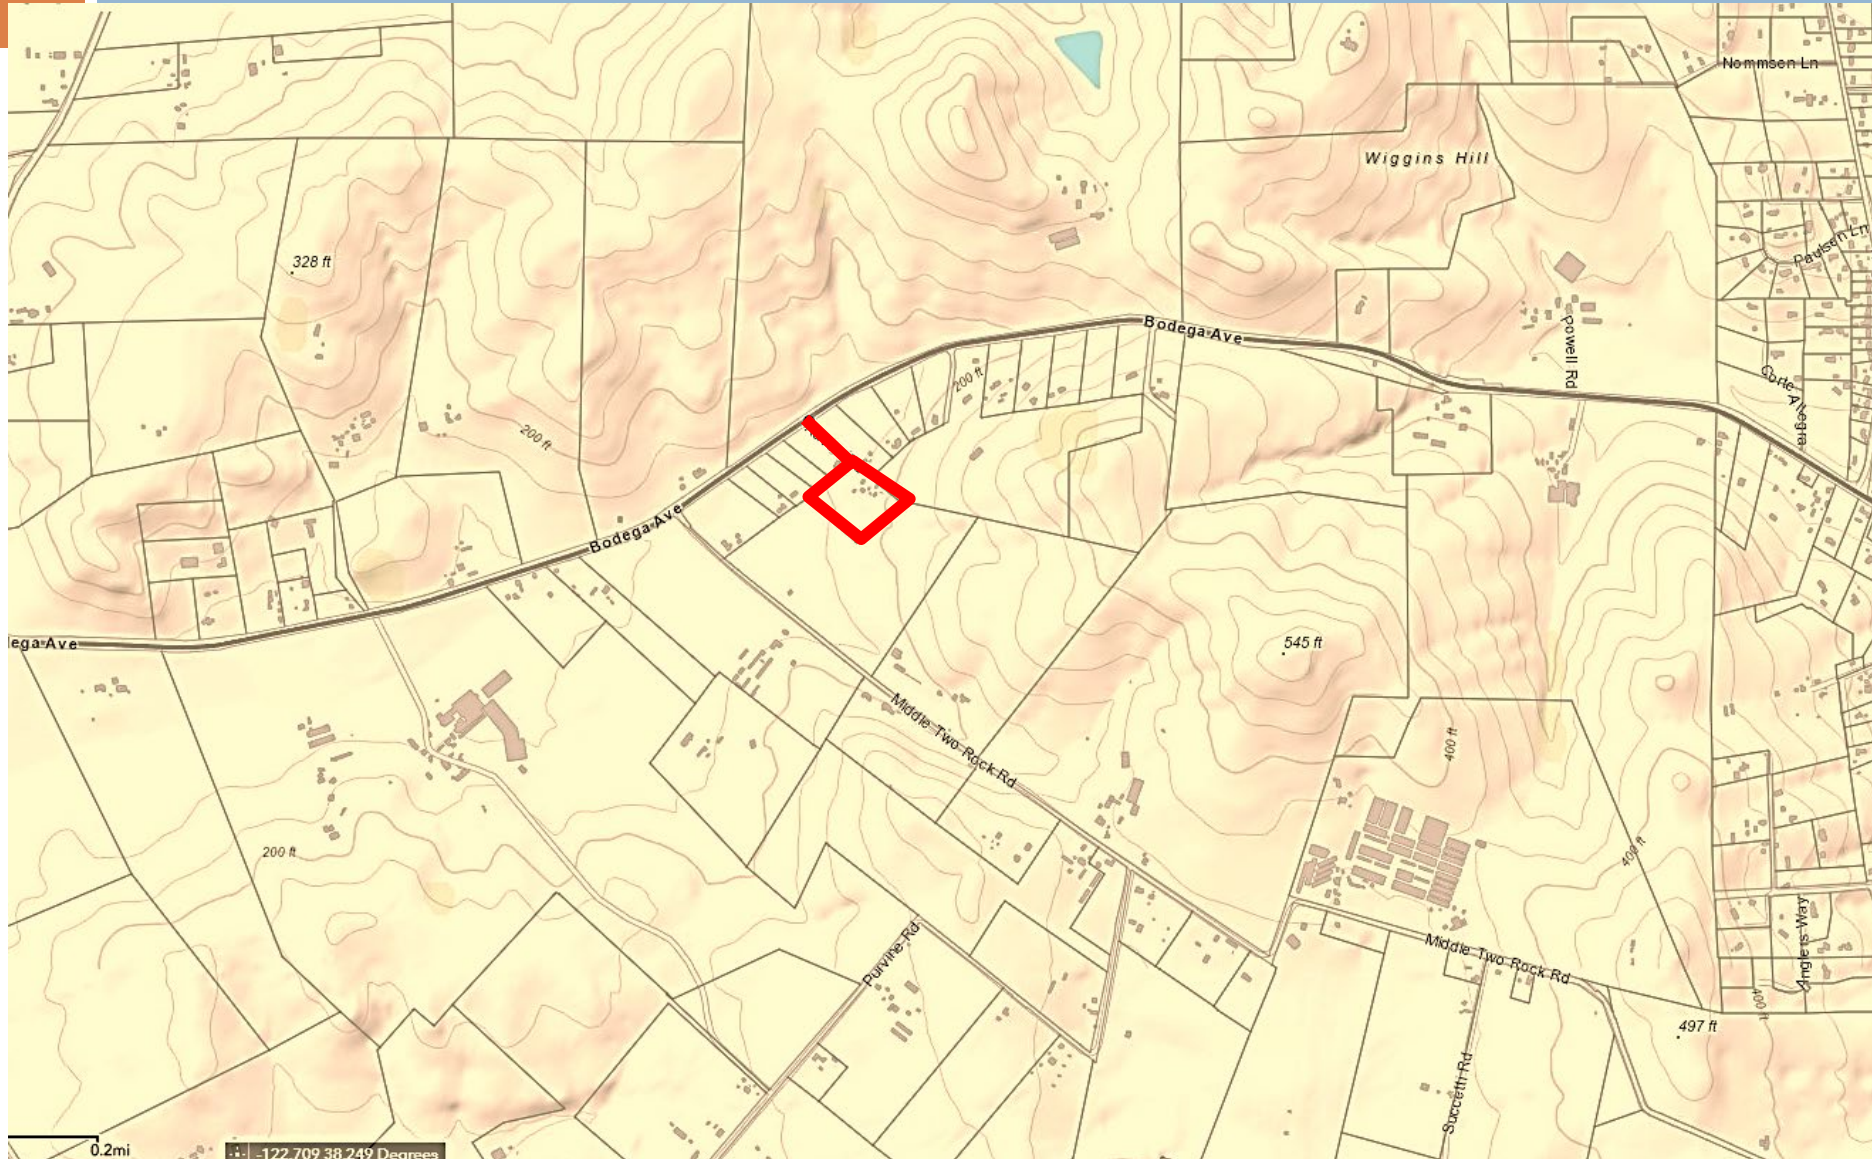 Nommsen Ln
Wiggins Hill
Paulsen Ln
328 ft
Bodega Ave
Powell Rd
200 ft
Corte Allegra
200 ft
Bodega Ave
545 ft
ega Ave
Middle Two Rock Rd
400 ft
200 ft
400 ft
Purvine Rd
Middle Two Rock Rd
Anglers Way
400 ft
497 ft
Succetti Rd
0.2mi
-122.709 38.249 Degrees